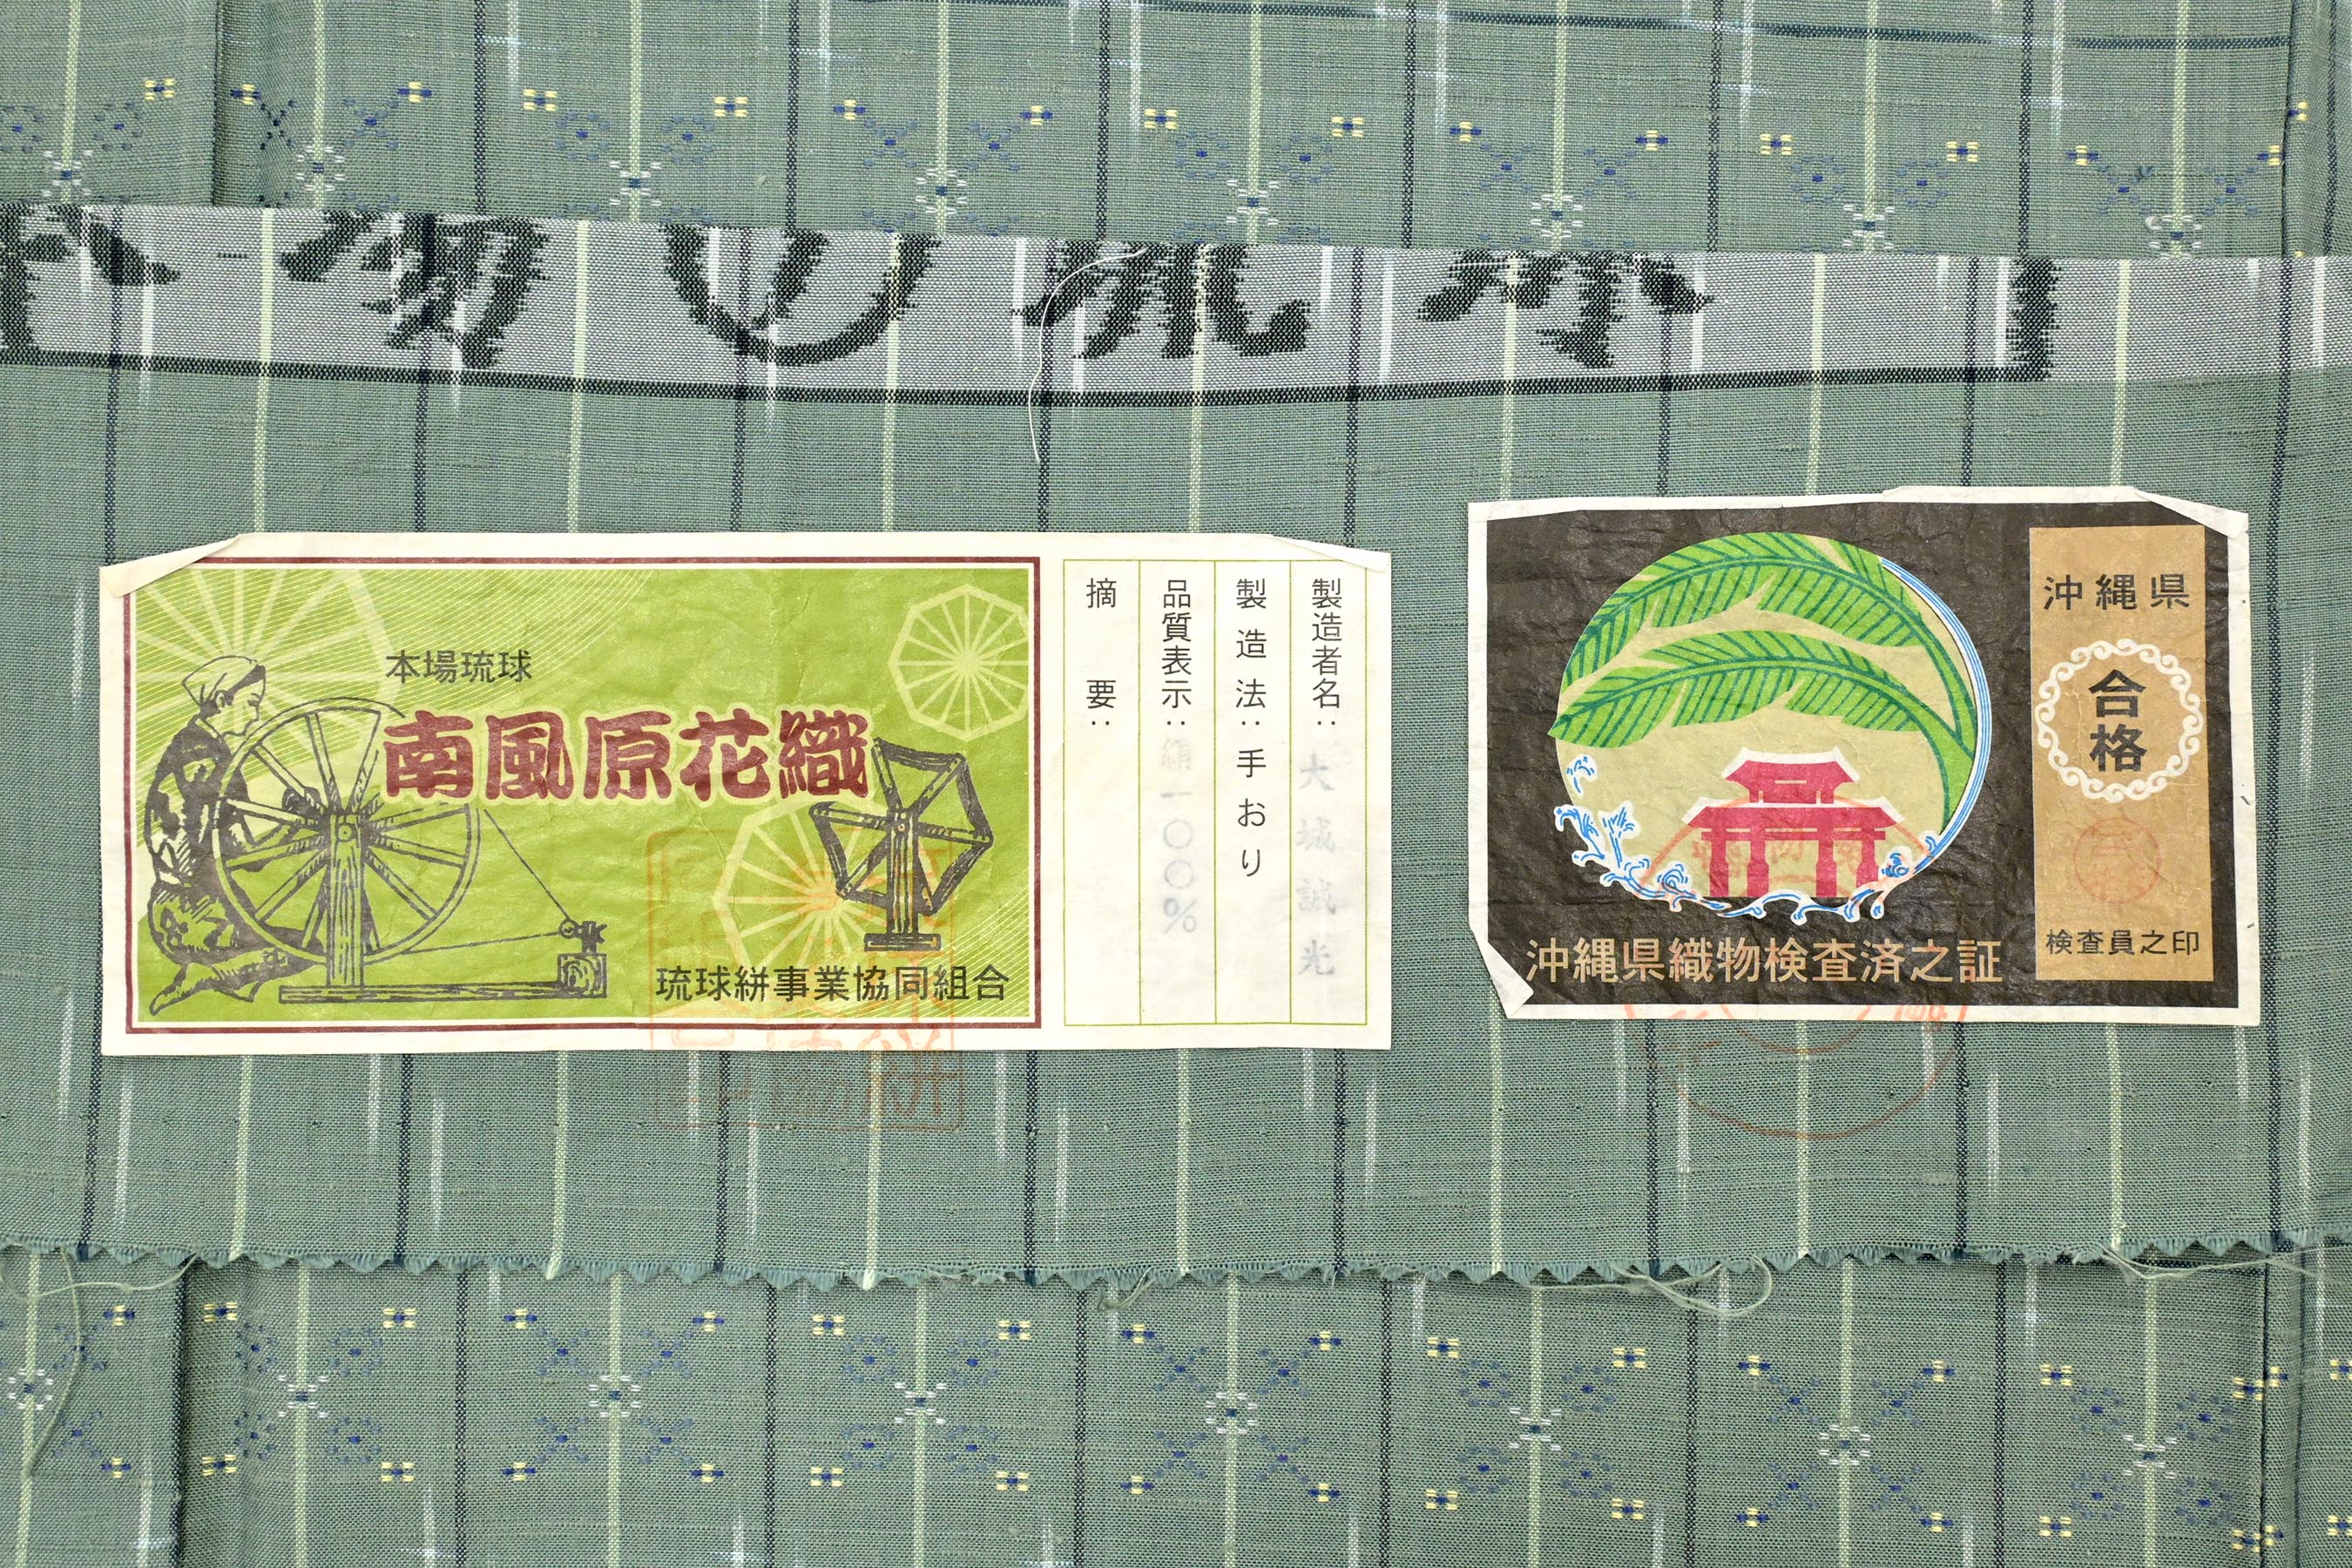 本場琉球
南風原花織
琉球絣事業協同組合
製造者名：大城誠光
製造法：手おり
品質表示：絹一〇〇%
摘要：
沖縄県織物検査済之証
沖縄県
合格
検査員之印